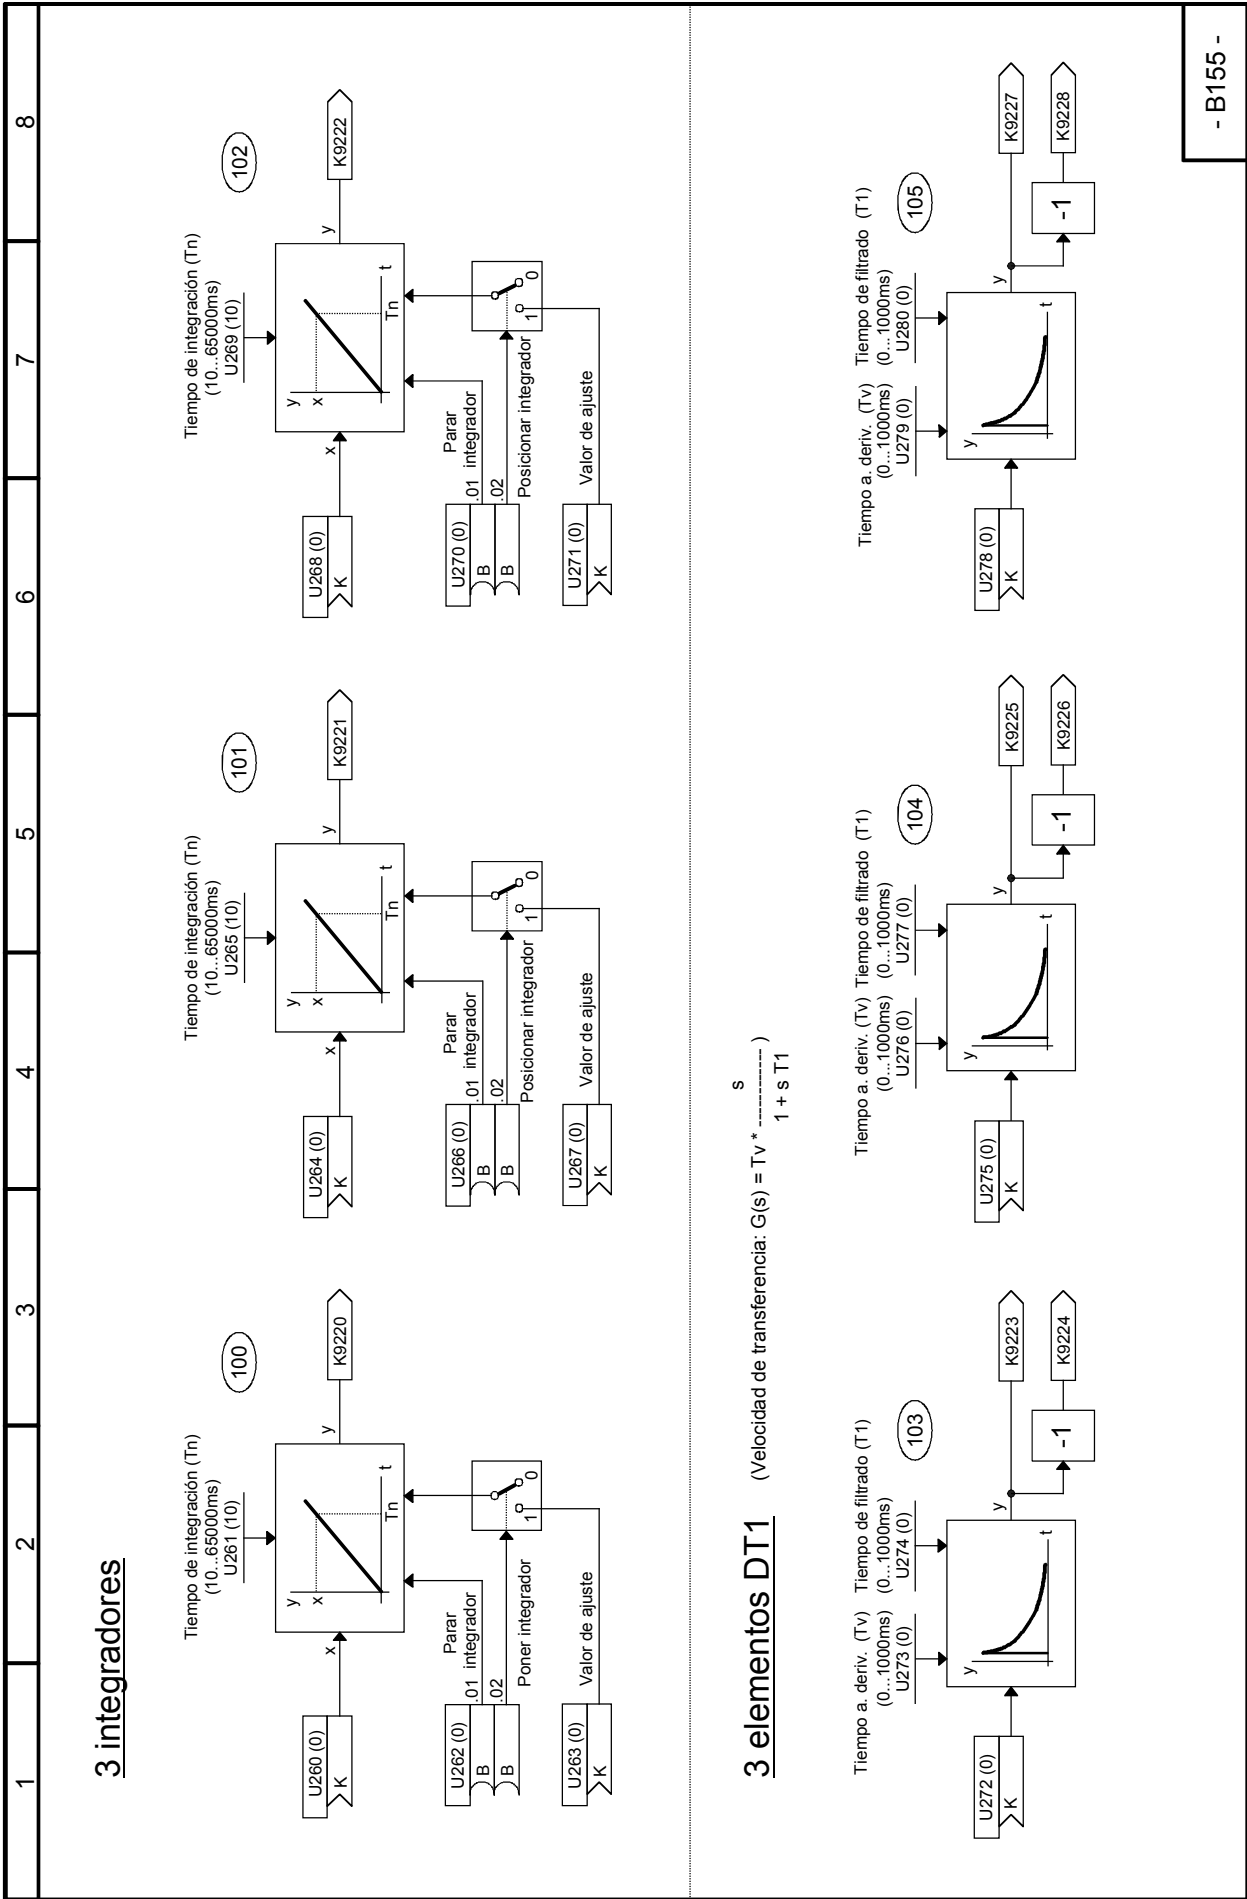 1 2 3 4 5 6 7 8
3 integradores
Tiempo de integración (Tn)
(10...65000ms)
U261 (10)
100
U260 (0)
K
x
y
x
Tn
t
y
K9220
U262 (0)
B
B
.01
.02
Parar
integrador
Poner integrador
1
0
U263 (0)
K
Valor de ajuste
Tiempo de integración (Tn)
(10...65000ms)
U265 (10)
101
U264 (0)
K
x
y
x
Tn
t
y
K9221
U266 (0)
B
B
.01
.02
Parar
integrador
Posicionar integrador
1
0
U267 (0)
K
Valor de ajuste
Tiempo de integración (Tn)
(10...65000ms)
U269 (10)
102
U268 (0)
K
x
y
x
Tn
t
y
K9222
U270 (0)
B
B
.01
.02
Parar
integrador
Posicionar integrador
1
0
U271 (0)
K
Valor de ajuste
3 elementos DT1
(Velocidad de transferencia: G(s) = Tv * ----------- )
s
1 + s T1
Tiempo a. deriv. (Tv)
(0...1000ms)
U273 (0)
Tiempo de filtrado (T1)
(0...1000ms)
U274 (0)
103
U272 (0)
K
y
t
y
K9223
-1
K9224
Tiempo a. deriv. (Tv)
(0...1000ms)
U276 (0)
Tiempo de filtrado (T1)
(0...1000ms)
U277 (0)
104
U275 (0)
K
y
t
y
K9225
-1
K9226
Tiempo a. deriv. (Tv)
(0...1000ms)
U279 (0)
Tiempo de filtrado (T1)
(0...1000ms)
U280 (0)
105
U278 (0)
K
y
t
y
K9227
-1
K9228
- B155 -